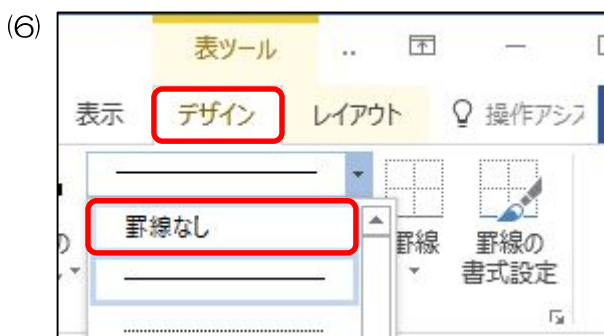 (6)
表ツール ..
表示 デザイン レイアウト 操作アシ
罫線なし
の 罫線 罫線の
書式設定